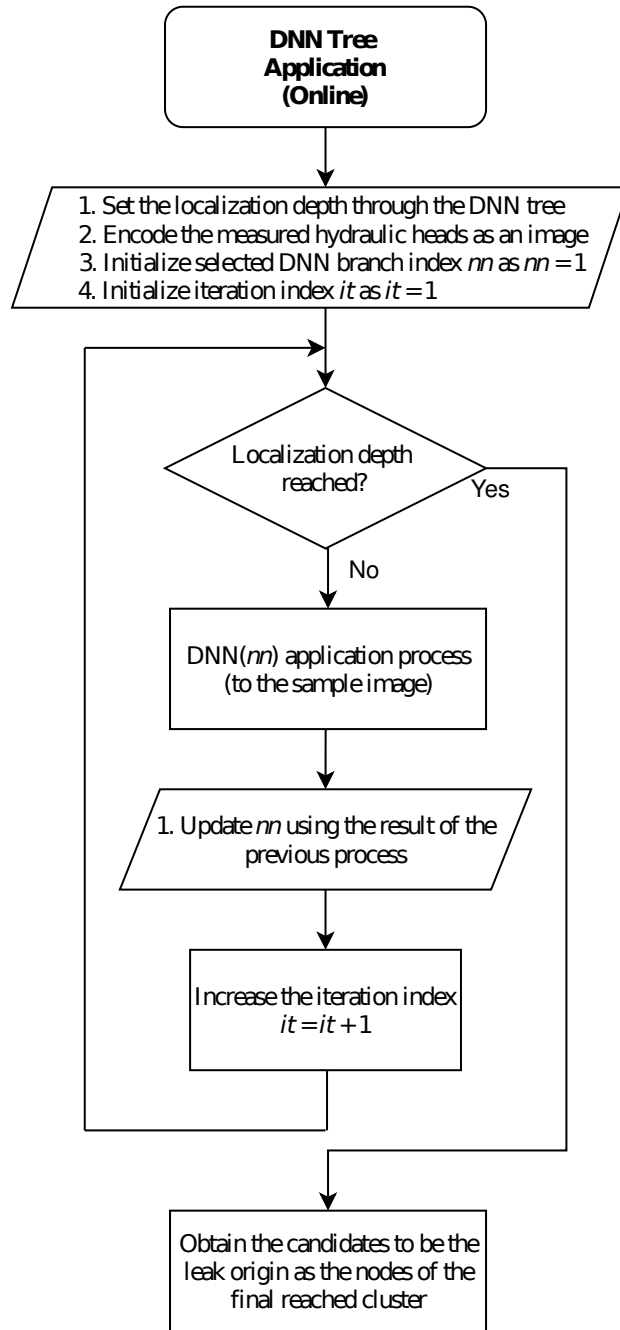 DNN Tree
Application
(Online)
1. Set the localization depth through the DNN tree
2. Encode the measured hydraulic heads as an image
3. Initialize selected DNN branch index nn as nn = 1
4. Initialize iteration index it as it = 1
Localization depth
reached?
Yes
No
DNN(nn) application process
(to the sample image)
1. Update nn using the result of the
previous process
Increase the iteration index
it = it + 1
Obtain the candidates to be the
leak origin as the nodes of the
final reached cluster